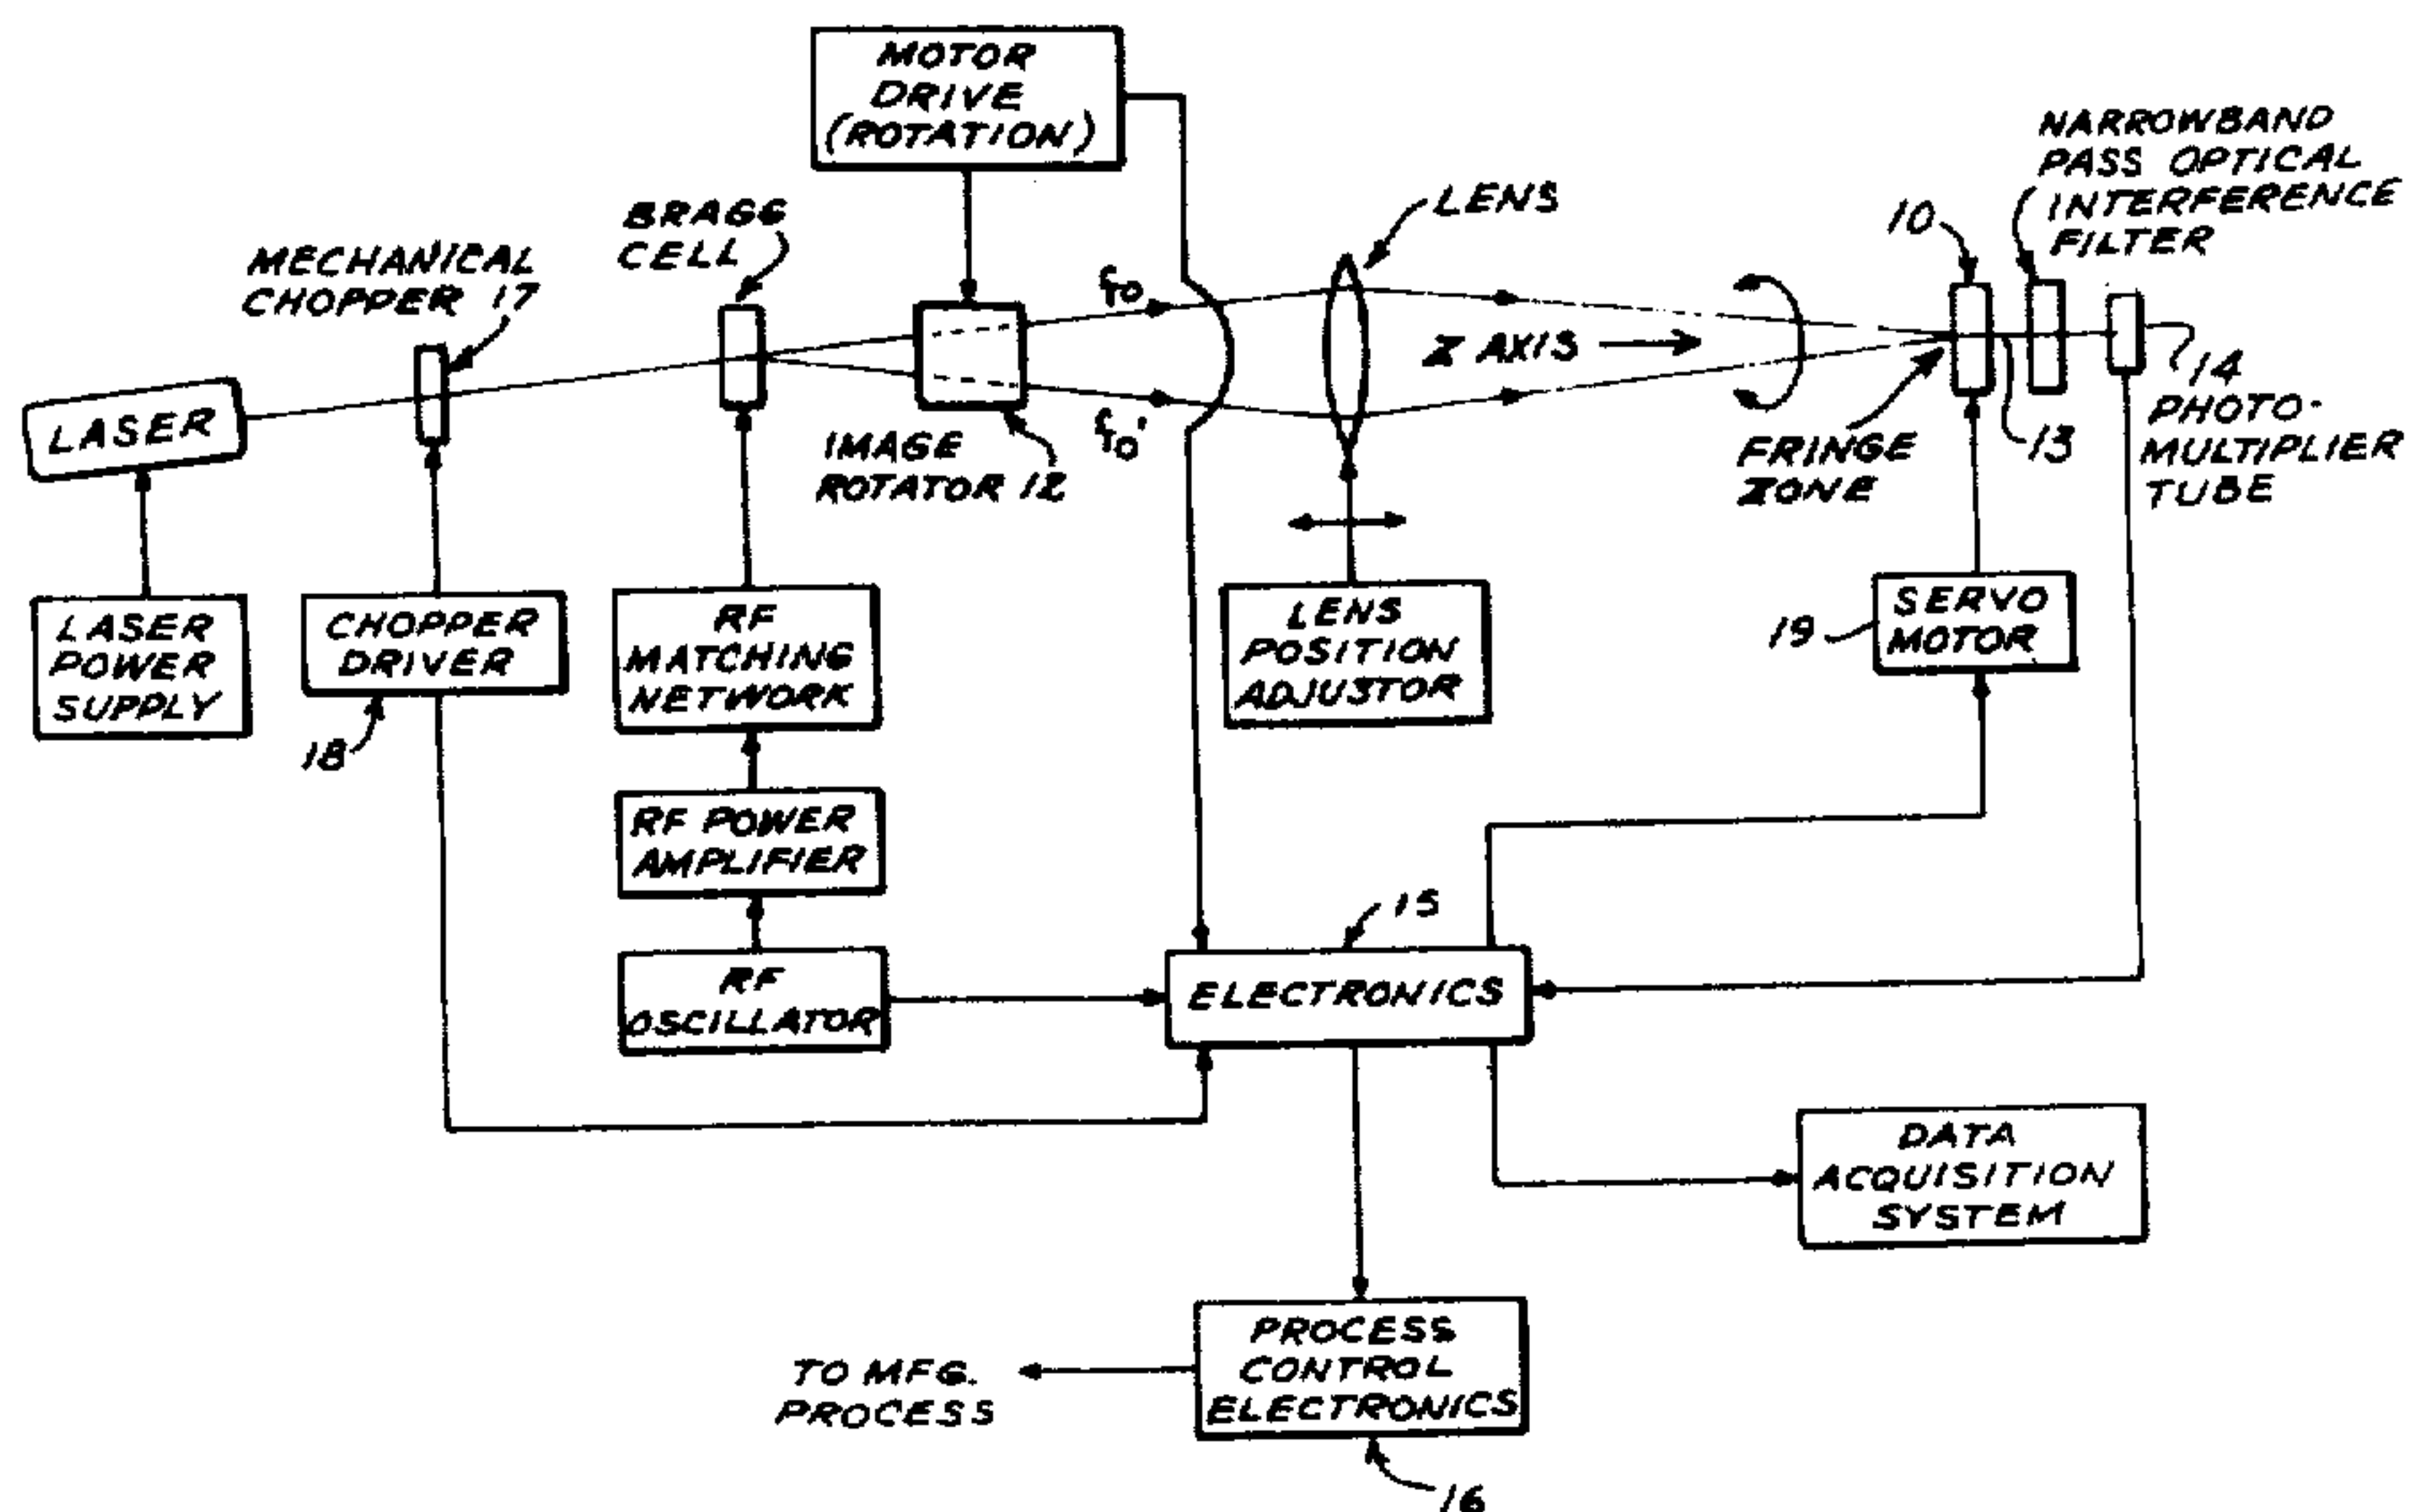 MOTOR
DRIVE
(ROTATION)
NARROWBAND
PASS OPTICAL
INTERFERENCE
FILTER
BRAGG
CELL
LENS
10
MECHANICAL
CHOPPER 17
fo
Z AXIS
LASER
fo'
IMAGE
ROTATOR 12
FRINGE
ZONE
13
14
PHOTO-
MULTIPLIER
TUBE
LASER
POWER
SUPPLY
CHOPPER
DRIVER
18
RF
MATCHING
NETWORK
LENS
POSITION
ADJUSTOR
19
SERVO
MOTOR
RF POWER
AMPLIFIER
15
RF
OSCILLATOR
ELECTRONICS
DATA
ACQUISITION
SYSTEM
TO MFG.
PROCESS
PROCESS
CONTROL
ELECTRONICS
16